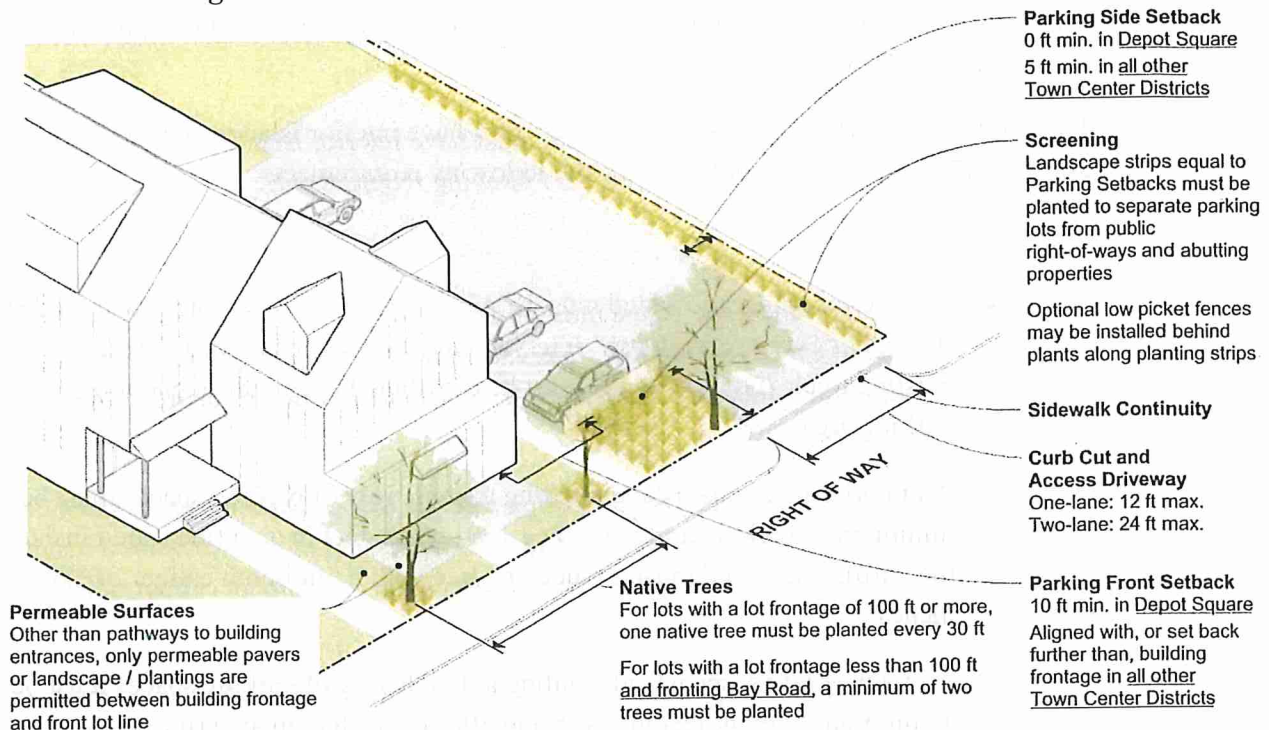 Parking Side Setback
0 ft min. in Depot Square
5 ft min. in all other
Town Center Districts
Screening
Landscape strips equal to
Parking Setbacks must be
planted to separate parking
lots from public
right-of-ways and abutting
properties
Optional low picket fences
may be installed behind
plants along planting strips
Sidewalk Continuity
Curb Cut and
Access Driveway
One-lane: 12 ft max.
Two-lane: 24 ft max.
RIGHT OF WAY
Parking Front Setback
10 ft min. in Depot Square
Aligned with, or set back
further than, building
frontage in all other
Town Center Districts
Native Trees
For lots with a lot frontage of 100 ft or more,
one native tree must be planted every 30 ft
For lots with a lot frontage less than 100 ft
and fronting Bay Road, a minimum of two
trees must be planted
Permeable Surfaces
Other than pathways to building
entrances, only permeable pavers
or landscape / plantings are
permitted between building frontage
and front lot line